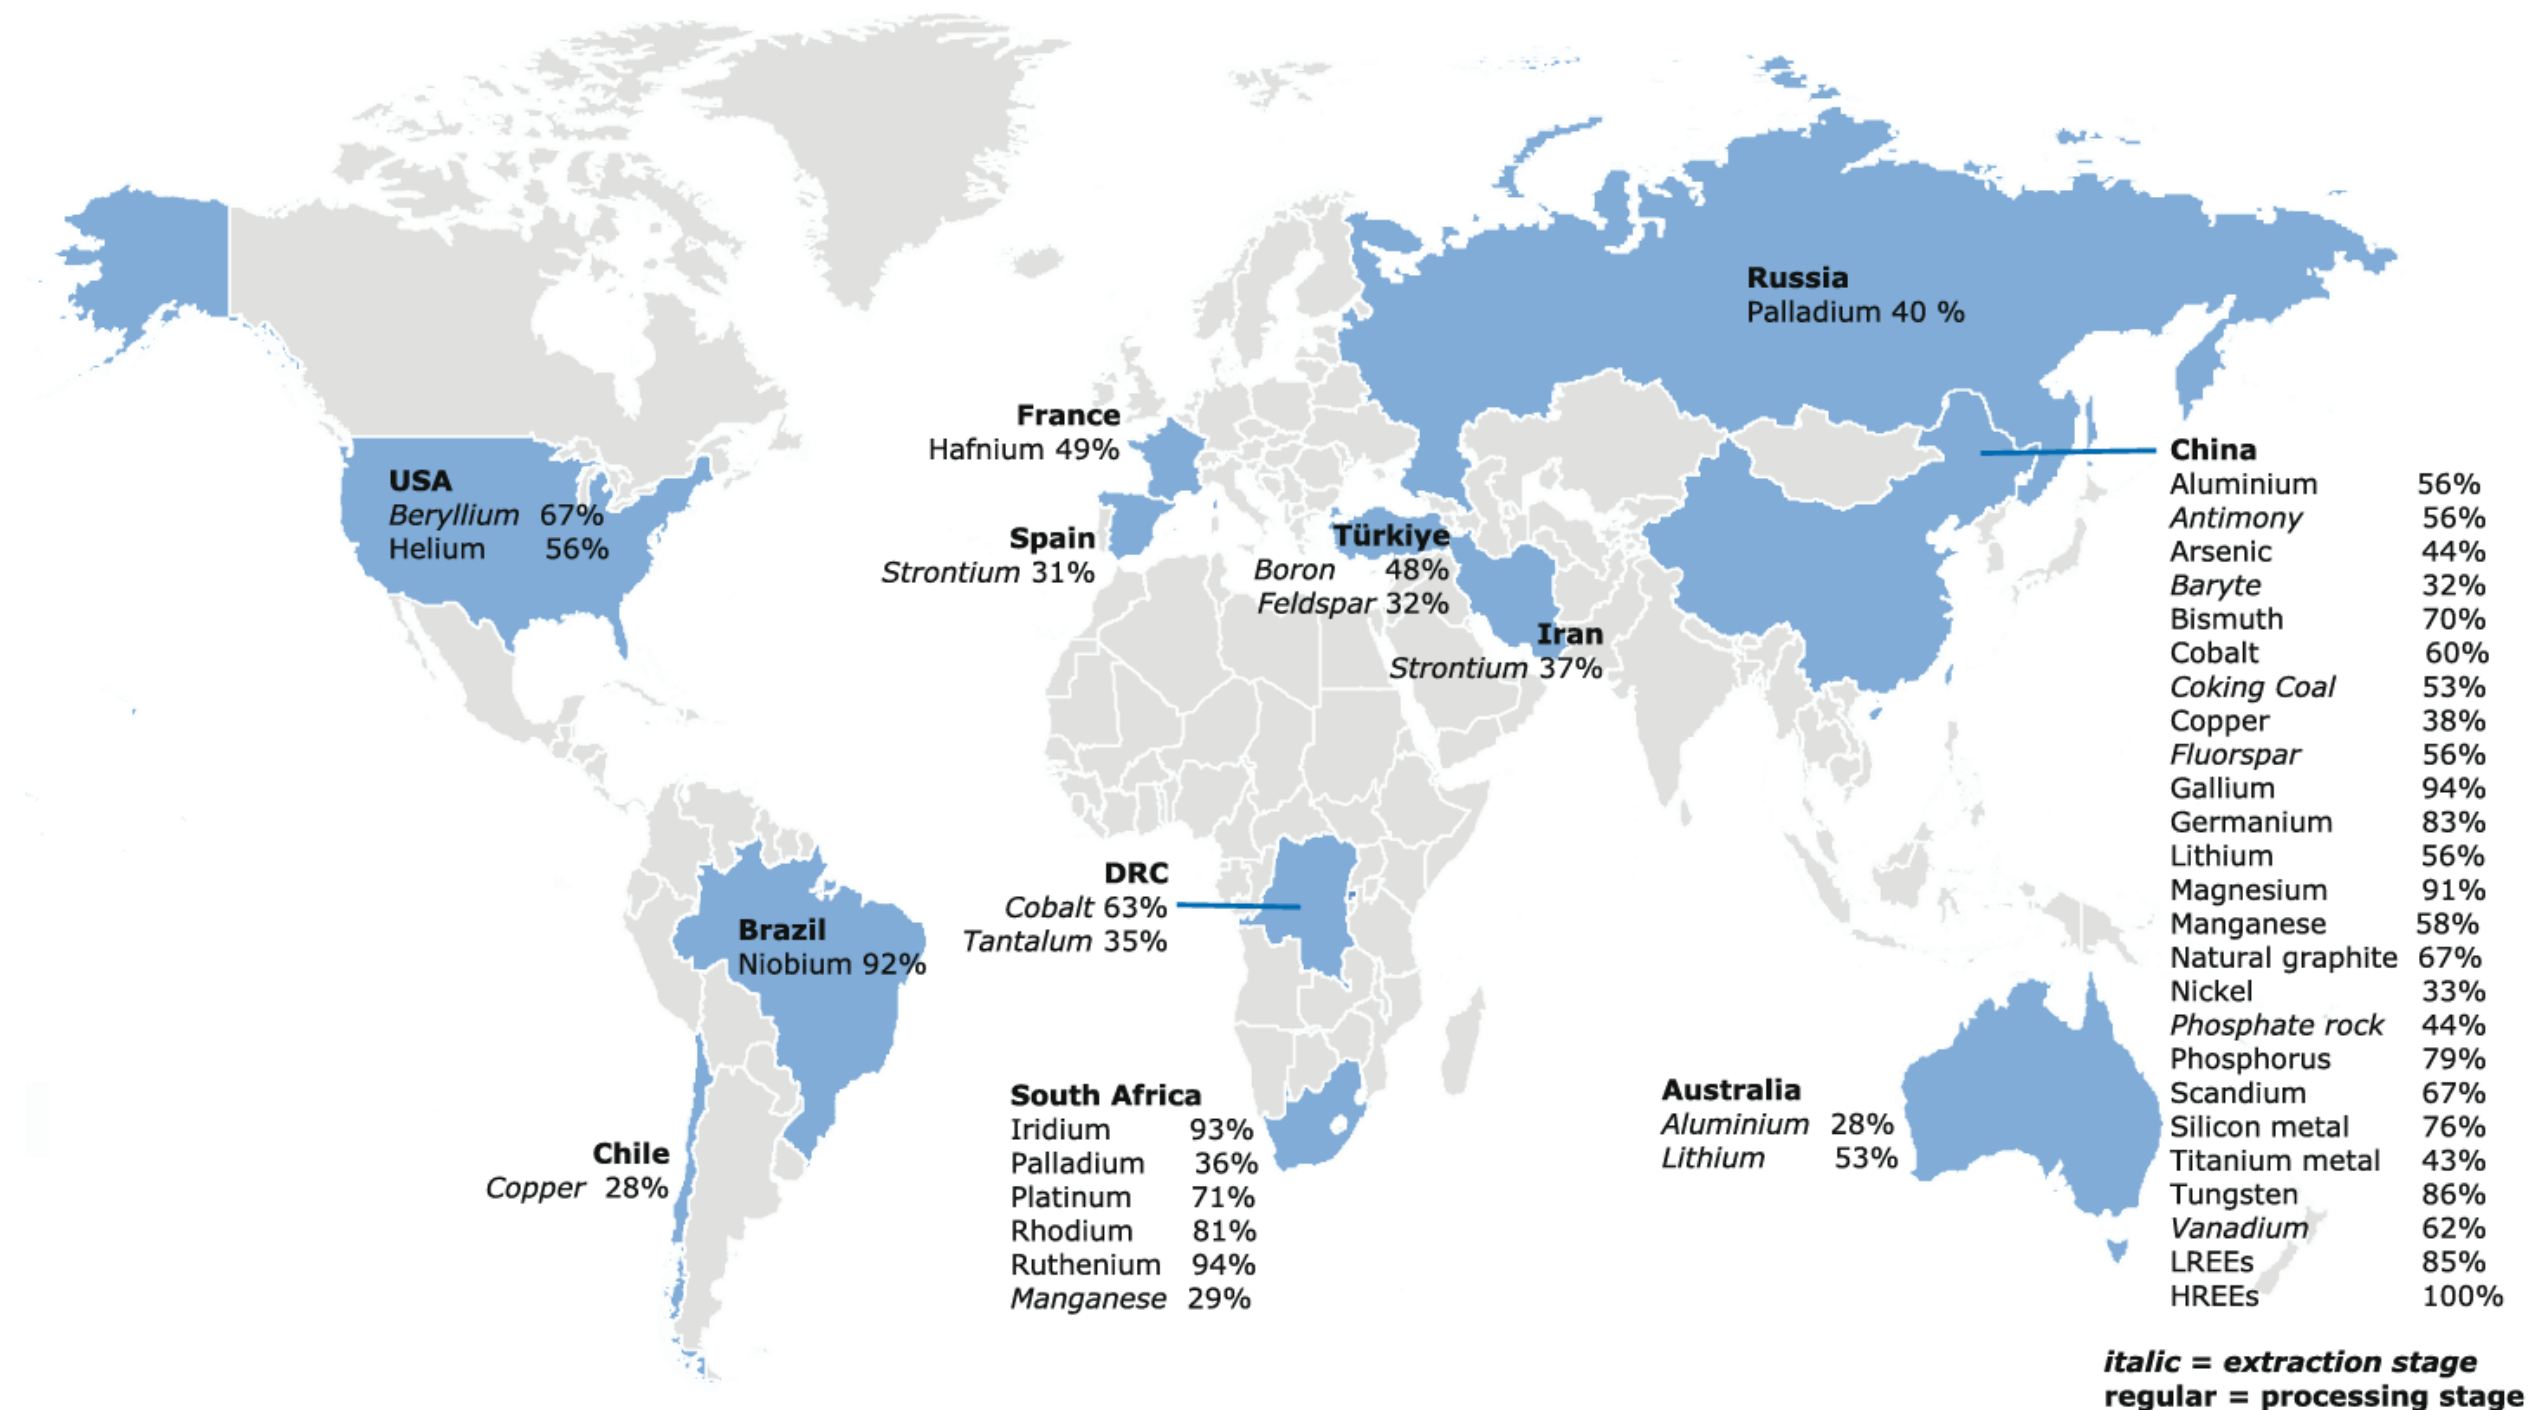 Russia
Palladium 40 %
France
Hafnium 49%
USA
Beryllium 67%
Helium 56%
Spain
Strontium 31%
Türkiye
Boron 48%
Feldspar 32%
Iran
Strontium 37%
China
Aluminium 56%
Antimony 56%
Arsenic 44%
Baryte 32%
Bismuth 70%
Cobalt 60%
Coking Coal 53%
Copper 38%
Fluorspar 56%
Gallium 94%
Germanium 83%
Lithium 56%
Magnesium 91%
Manganese 58%
Natural graphite 67%
Nickel 33%
Phosphate rock 44%
Phosphorus 79%
Scandium 67%
Silicon metal 76%
Titanium metal 43%
Tungsten 86%
Vanadium 62%
LREEs 85%
HREEs 100%
DRC
Cobalt 63%
Tantalum 35%
Brazil
Niobium 92%
South Africa
Iridium 93%
Palladium 36%
Platinum 71%
Rhodium 81%
Ruthenium 94%
Manganese 29%
Australia
Aluminium 28%
Lithium 53%
Chile
Copper 28%
italic = extraction stage
regular = processing stage